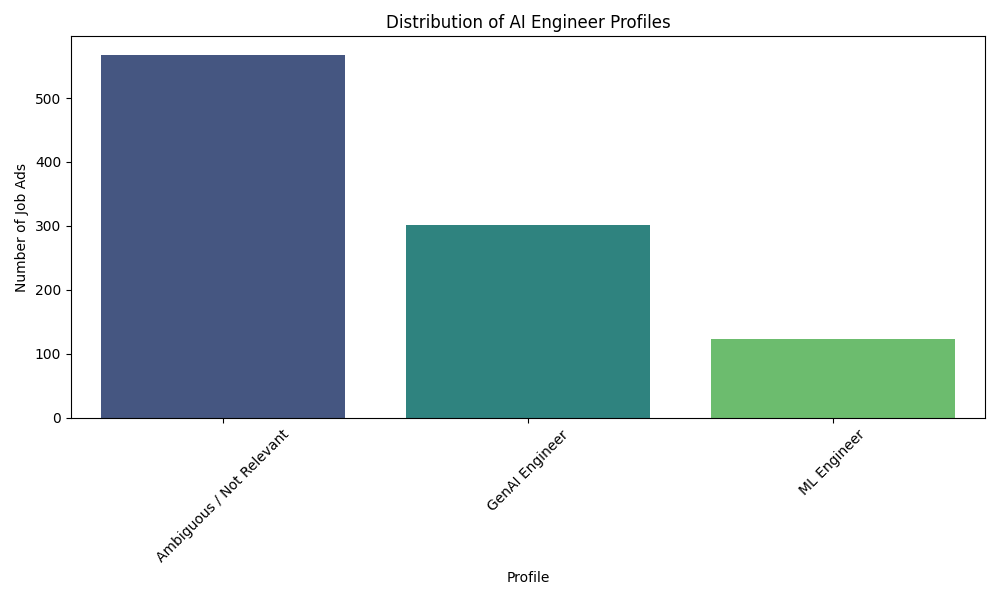 Distribution of AI Engineer Profiles
Number of Job Ads
500
400
300
200
100
0
Ambiguous / Not Relevant
GenAI Engineer
ML Engineer
Profile